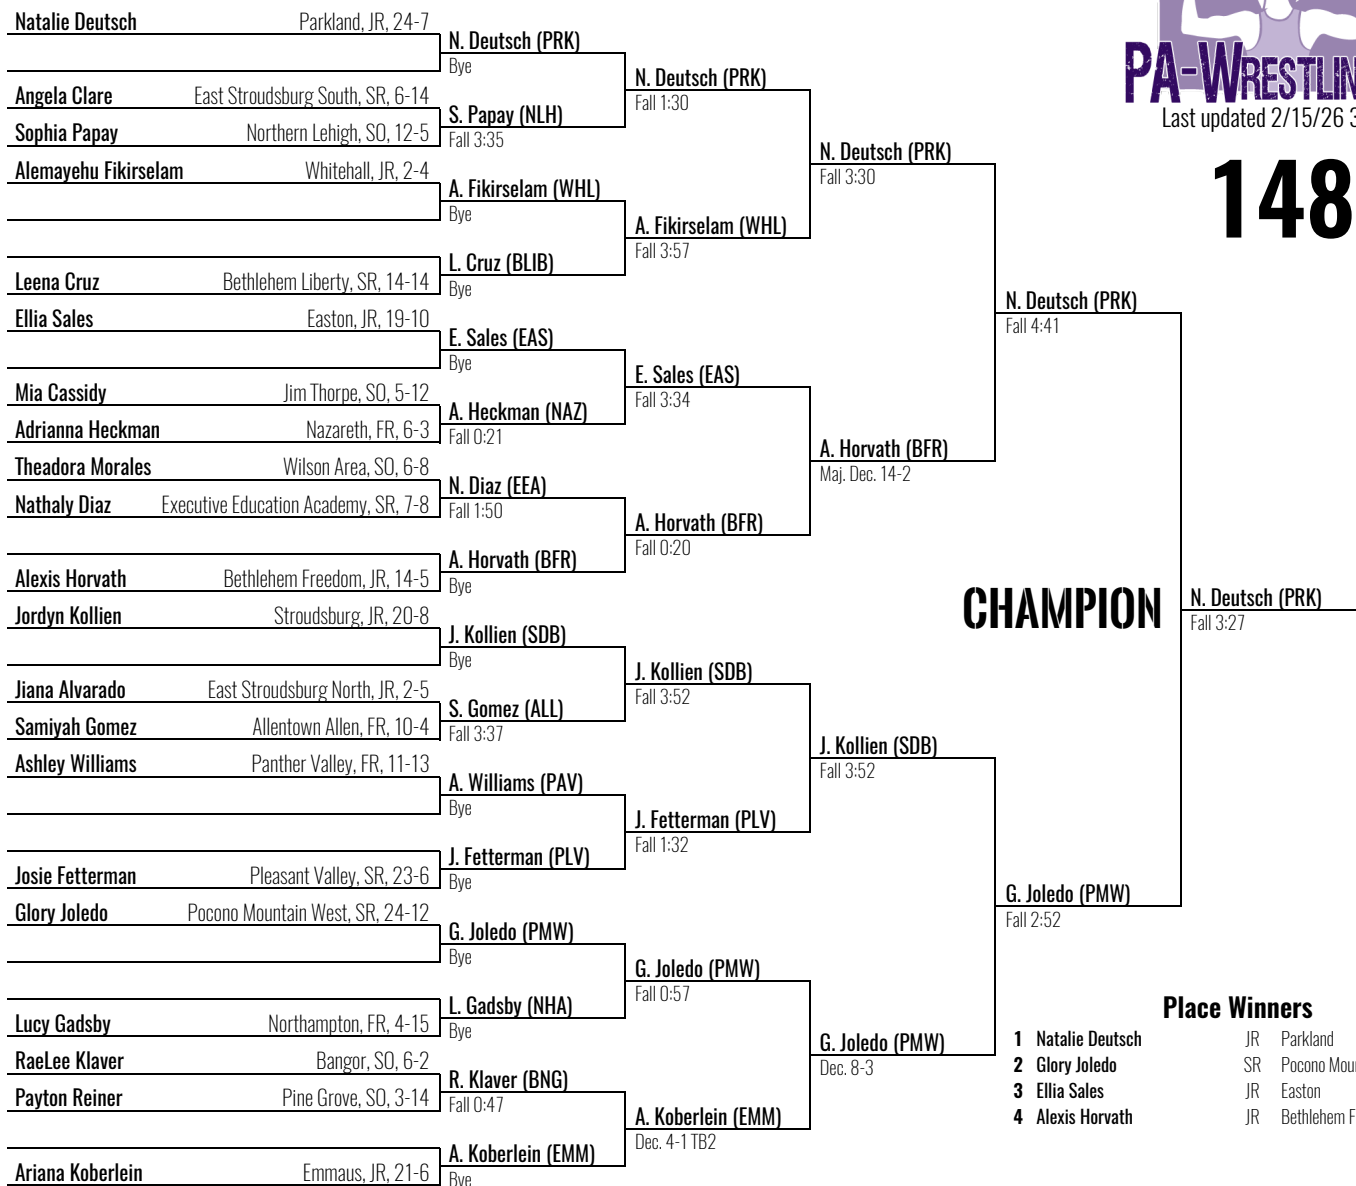 Natalie Deutsch Parkland, JR, 24-7
Angela Clare East Stroudsburg South, SR, 6-14
Sophia Papay Northern Lehigh, SO, 12-5
Alemayehu Fikirselam Whitehall, JR, 2-4
Leena Cruz Bethlehem Liberty, SR, 14-14
Ellia Sales Easton, JR, 19-10
Mia Cassidy Jim Thorpe, SO, 5-12
Adrianna Heckman Nazareth, FR, 6-3
Theadora Morales Wilson Area, SO, 6-8
Nathaly Diaz Executive Education Academy, SR, 7-8
Alexis Horvath Bethlehem Freedom, JR, 14-5
Jordyn Kollien Stroudsburg, JR, 20-8
Jiana Alvarado East Stroudsburg North, JR, 2-5
Samiyah Gomez Allentown Allen, FR, 10-4
Ashley Williams Panther Valley, FR, 11-13
Josie Fetterman Pleasant Valley, SR, 23-6
Glory Joledo Pocono Mountain West, SR, 24-12
Lucy Gadsby Northampton, FR, 4-15
RaeLee Klaver Bangor, SO, 6-2
Payton Reiner Pine Grove, SO, 3-14
Ariana Koberlein Emmaus, JR, 21-6
N. Deutsch (PRK)
Bye
S. Papay (NLH)
Fall 3:35
A. Fikirselam (WHL)
Bye
L. Cruz (BLIB)
Bye
E. Sales (EAS)
Bye
A. Heckman (NAZ)
Fall 0:21
N. Diaz (EEA)
Fall 1:50
A. Horvath (BFR)
Bye
J. Kollien (SDB)
Bye
S. Gomez (ALL)
Fall 3:37
A. Williams (PAV)
Bye
J. Fetterman (PLV)
Bye
G. Joledo (PMW)
Bye
L. Gadsby (NHA)
Bye
R. Klaver (BNG)
Fall 0:47
A. Koberlein (EMM)
Bye
N. Deutsch (PRK)
Fall 1:30
A. Fikirselam (WHL)
Fall 3:57
E. Sales (EAS)
Fall 3:34
A. Horvath (BFR)
Fall 0:20
J. Kollien (SDB)
Fall 3:52
J. Fetterman (PLV)
Fall 1:32
G. Joledo (PMW)
Fall 0:57
A. Koberlein (EMM)
Dec. 4-1 TB2
N. Deutsch (PRK)
Fall 3:30
A. Horvath (BFR)
Maj. Dec. 14-2
J. Kollien (SDB)
Fall 3:52
G. Joledo (PMW)
Dec. 8-3
N. Deutsch (PRK)
Fall 4:41
G. Joledo (PMW)
Fall 2:52
CHAMPION
N. Deutsch (PRK)
Fall 3:27
PA-WRESTLIN
Last updated 2/15/26 3
148
Place Winners
1 Natalie Deutsch JR Parkland
2 Glory Joledo SR Pocono Mour
3 Ellia Sales JR Easton
4 Alexis Horvath JR Bethlehem F